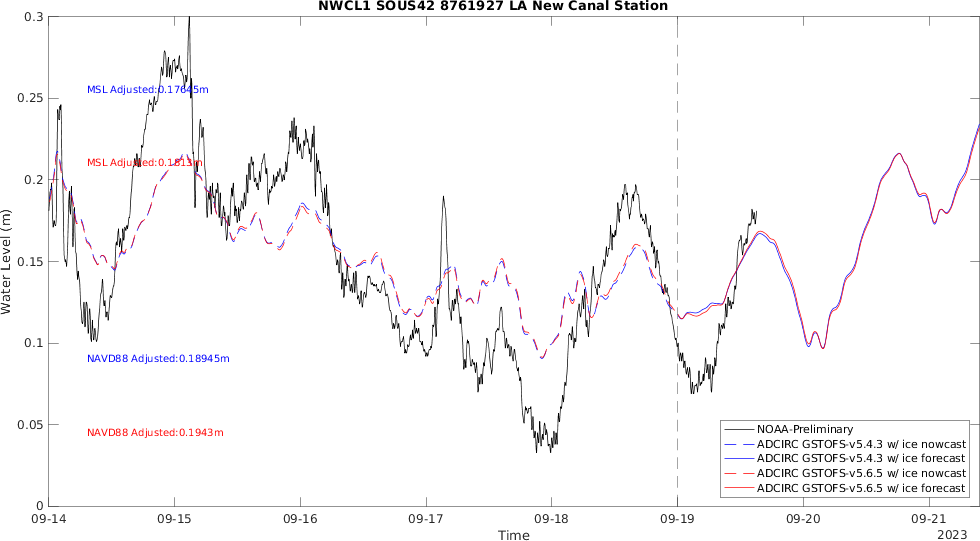 NWCL1 SOUS42 8761927 LA New Canal Station
0.3
0.25
0.2
0.15
0.1
0.05
0
Water Level (m)
MSL Adjusted:0.17645m
MSL Adjusted:0.1813m
NAVD88 Adjusted:0.18945m
NAVD88 Adjusted:0.1943m
NOAA-Preliminary
ADCIRC GSTOFS-v5.4.3 w/ ice nowcast
ADCIRC GSTOFS-v5.4.3 w/ ice forecast
ADCIRC GSTOFS-v5.6.5 w/ ice nowcast
ADCIRC GSTOFS-v5.6.5 w/ ice forecast
09-14 09-15 09-16 09-17 09-18 09-19 09-20 09-21
Time
2023